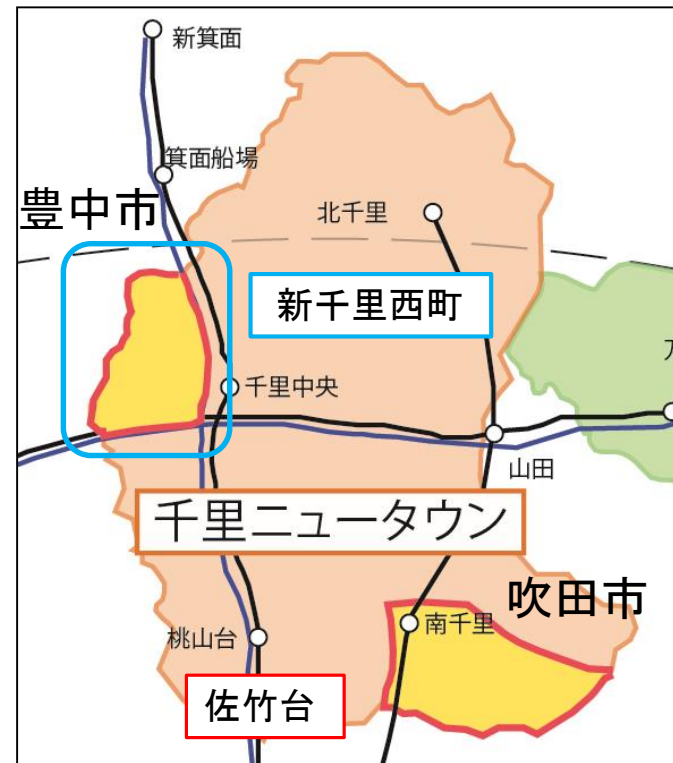 新箕面
箕面船場
豊中市
北千里
新千里西町
千里中央
山田
千里ニュータウン
吹田市
南千里
桃山台
佐竹台